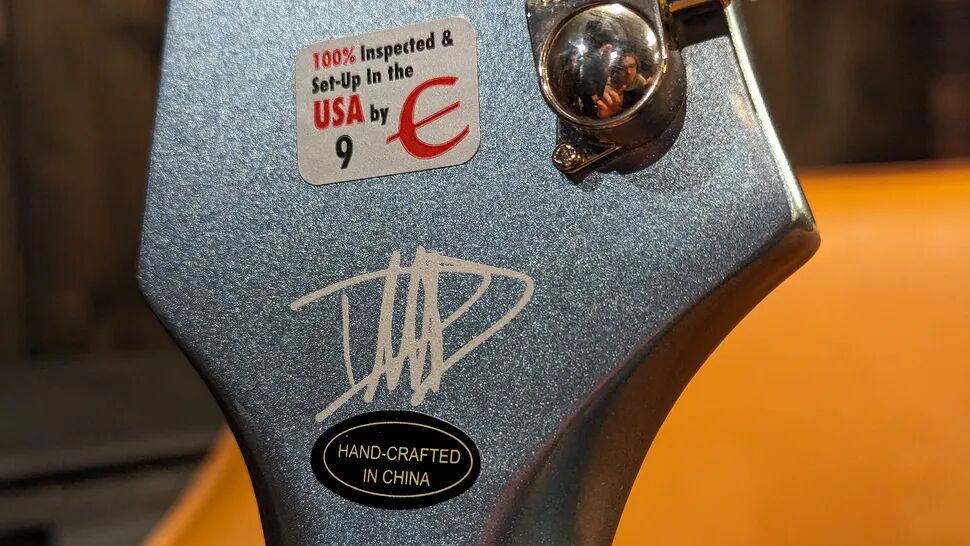 100% Inspected &
Set-Up In the
USA by E
9
HAND-CRAFTED
IN CHINA